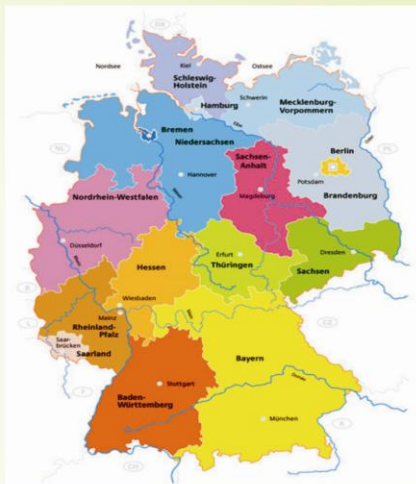 Nordsee
Kiel
Ostsee
Schleswig-
Holstein
Hamburg
Schwerin
Mecklenburg-
Vorpommern
Bremen
Niedersachsen
Hannover
Sachsen-
Anhalt
Magdeburg
Berlin
Potsdam
Brandenburg
Nordrhein-Westfalen
Düsseldorf
Hessen
Wiesbaden
Erfurt
Thüringen
Dresden
Sachsen
Mainz
Rheinland-
Pfalz
Saar-
brücken
Saarland
Bayern
Stuttgart
Baden-
Württemberg
Donau
München